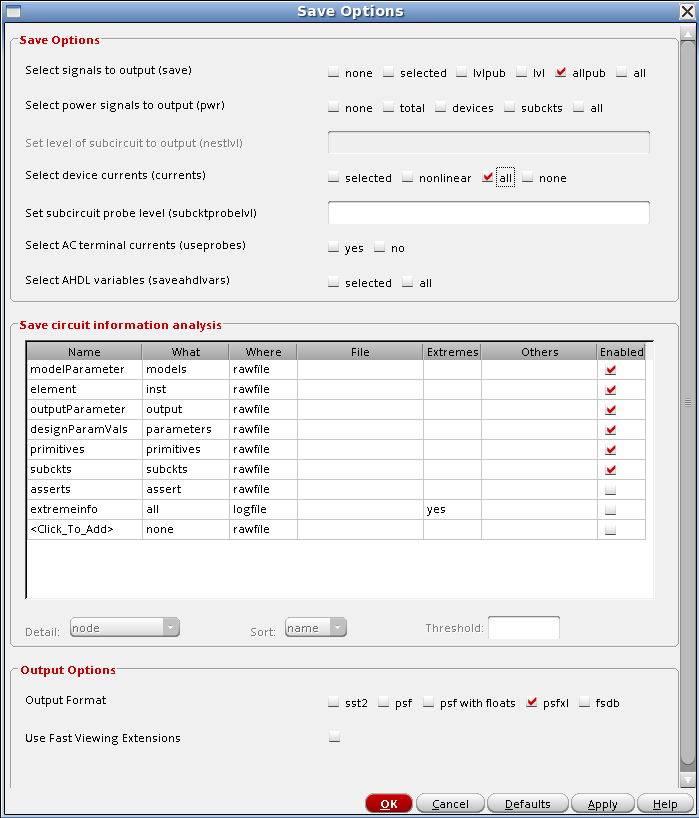 Save Options
Save Options
Select signals to output (save) none selected lvlpub lvl allpub all
Select power signals to output (pwr) none total devices subckts all
Set level of subcircuit to output (nestlvl)
Select device currents (currents) selected nonlinear all none
Set subcircuit probe level (subcktprobelvl)
Select AC terminal currents (useprobes) yes no
Select AHDL variables (saveahdlvars) selected all
Save circuit information analysis
Name What Where File Extremes Others Enabled
modelParameter models rawfile
element inst rawfile
outputParameter output rawfile
designParamVals parameters rawfile
primitives primitives rawfile
subckts subckts rawfile
asserts assert rawfile
extremeinfo all logfile yes
<Click_To_Add> none rawfile
Detail: node Sort: name Threshold:
Output Options
Output Format sst2 psf psf with floats psfxl fsdb
Use Fast Viewing Extensions
OK Cancel Defaults Apply Help